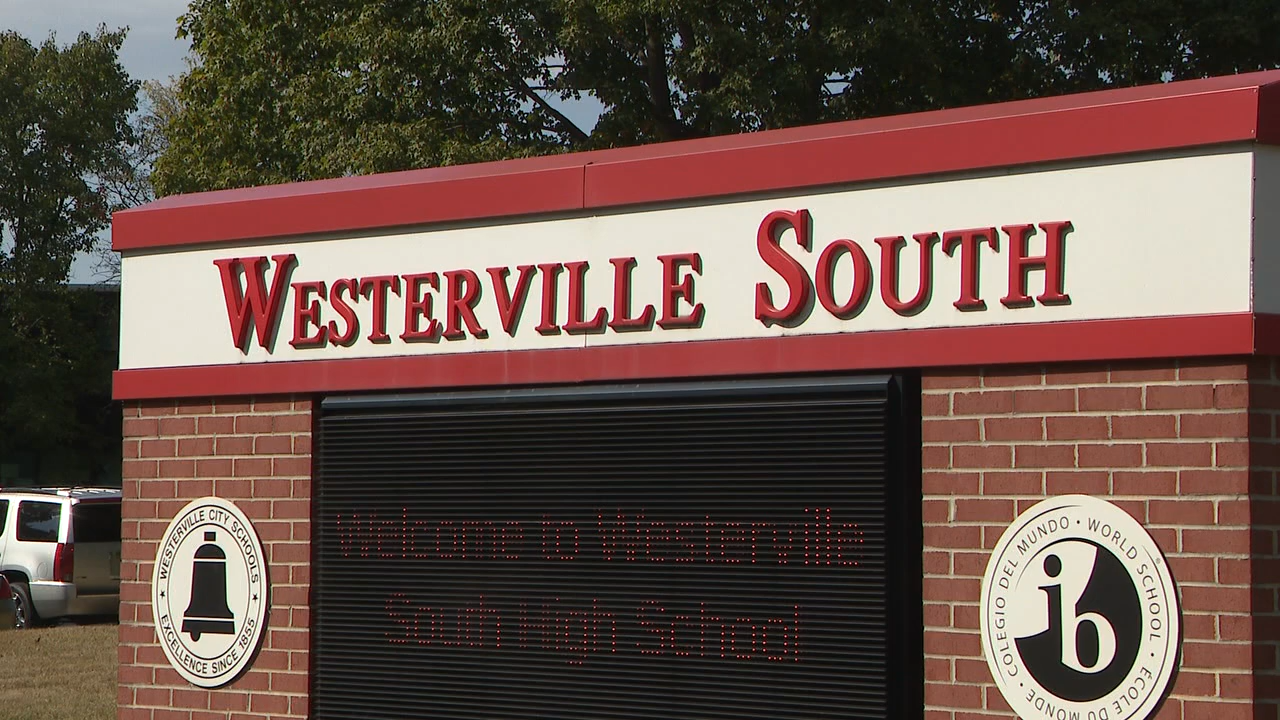 WESTERVILLE SOUTH
Welcome to Westerville
South High School
WESTERVILLE CITY SCHOOLS
EXCELLENCE SINCE 1855
COLEGIO DEL MUNDO • WORLD SCHOOL • ÉCOLE DU MONDE •
ib